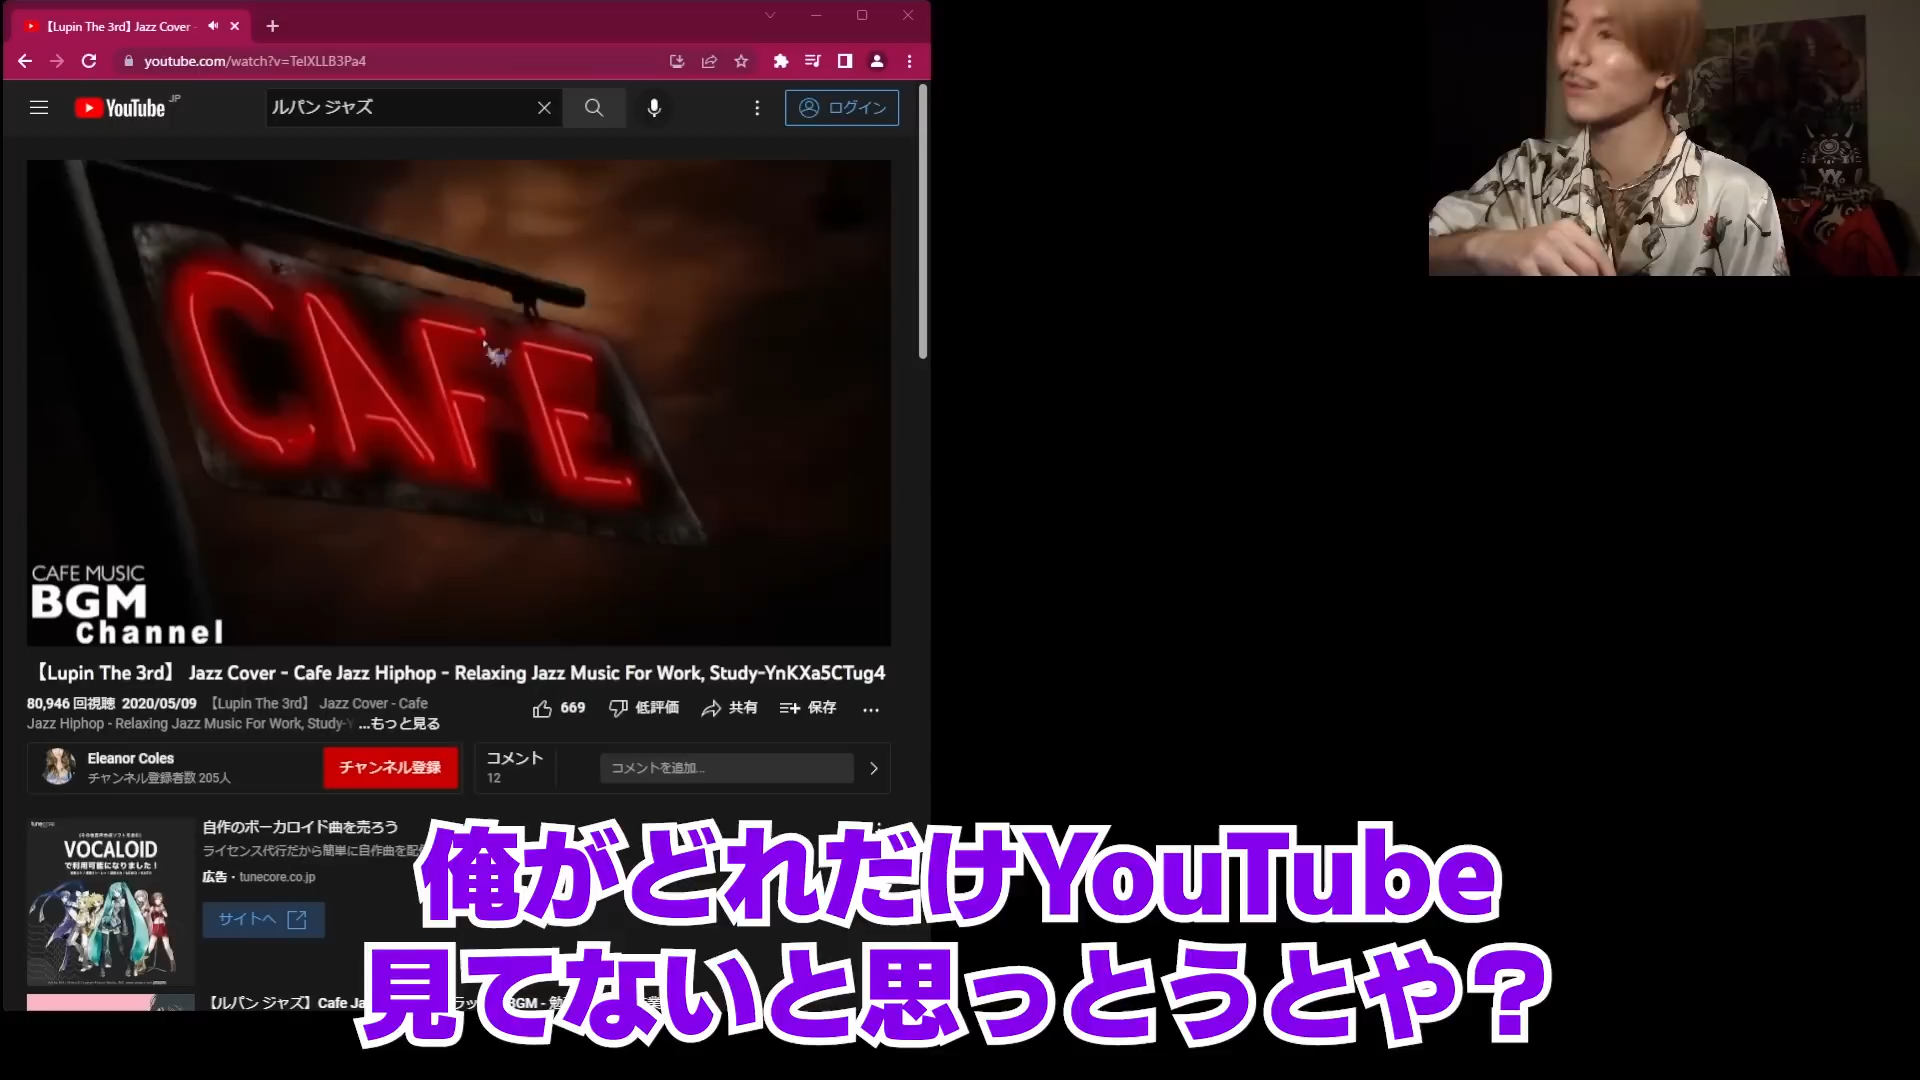 【Lupin The 3rd】Jazz Cover -
youtube.com/watch?v=TelXLLB3Pa4
YouTube JP
ルパン ジャズ
ログイン
CAFE
CAFE MUSIC
BGM
channel
【Lupin The 3rd】 Jazz Cover - Cafe Jazz Hiphop - Relaxing Jazz Music For Work, Study-YnKXa5CTug4
80,946 回視聴 2020/05/09 【Lupin The 3rd】 Jazz Cover - Cafe
Jazz Hiphop - Relaxing Jazz Music For Work, Study-Y ...もっと見る
669 低評価 共有 保存
Eleanor Coles
チャンネル登録者数 205人
チャンネル登録
コメント
12
コメントを追加...
VOCALOID
で利用可能になりました！
自作のボーカロイド曲を売ろう
ライセンス代行だから簡単に自作曲を配
広告・tunecore.co.jp
サイトへ
【ルパン ジャズ】Cafe Ja
BGM -
俺がどれだけYouTube
見てないと思っとうとや？